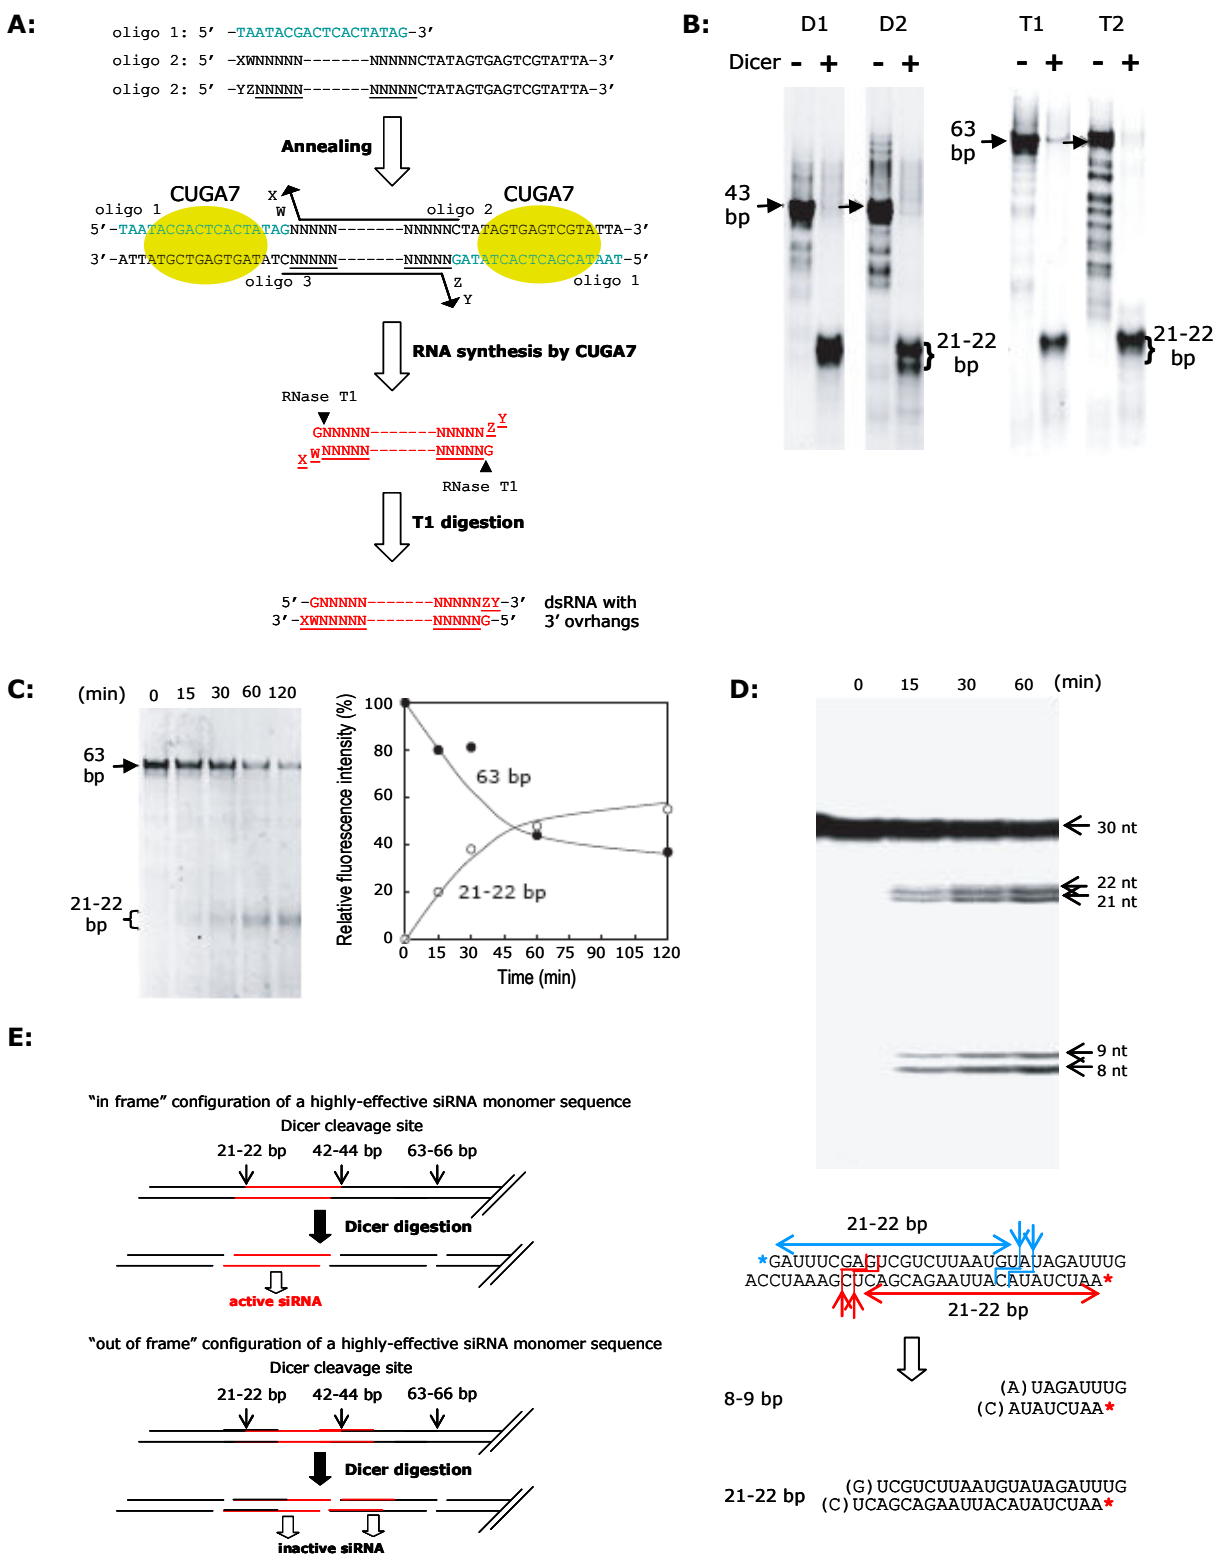 A:
oligo 1: 5’ –TAATACGACTCACTATAG–3’
oligo 2: 5’ –XWNNNNN-------NNNNNCTATAGTGAGTCGTATTA–3’
oligo 2: 5’ –YZNNNNN-------NNNNNCTATAGTGAGTCGTATTA–3’
Annealing
CUGA7 CUGA7
X
W
oligo 1 oligo 2
5’–TAATACGACTCACTATAGNNNNN-------NNNNNCTATAGTGAGTCGTATTA–3’
3’–ATTATGCTGAGTGATATCNNNNN-------NNNNNGATATCACTCAGCATAAT–5’
oligo 3 Z oligo 1
Y
RNA synthesis by CUGA7
RNase T1
GNNNNN-------NNNNNZY
XWNNNNN-------NNNNNG
RNase T1
T1 digestion
5’–GNNNNN-------NNNNNZY–3’ dsRNA with
3’–XWNNNNN-------NNNNNG–5’ 3’ ovrhangs
B:
D1 D2 T1 T2
Dicer - + - + - + - +
63
bp
43
bp
21-22
bp
21-22
bp
C:
(min) 0 15 30 60 120
63
bp
21-22
bp
Relative fluorescence intensity (%)
100
80
60
40
20
0
63 bp
21-22 bp
0 15 30 45 60 75 90 105 120
Time (min)
D:
0 15 30 60 (min)
30 nt
22 nt
21 nt
9 nt
8 nt
21-22 bp
*GAUUUCGAGUCGUCUUAAUGUAUAGAUUUG
ACCUAAAGCUCAGCAGAAUUACAUAUCUAA*
21-22 bp
8-9 bp
(A)UAGAUUUG
(C)AUAUCUAA*
21-22 bp
(G)UCGUCUUAAUGUAUAGAUUUG
(C)UCAGCAGAAUUACAUAUCUAA*
E:
“in frame” configuration of a highly-effective siRNA monomer sequence
Dicer cleavage site
21-22 bp 42-44 bp 63-66 bp
Dicer digestion
active siRNA
“out of frame” configuration of a highly-effective siRNA monomer sequence
Dicer cleavage site
21-22 bp 42-44 bp 63-66 bp
Dicer digestion
inactive siRNA